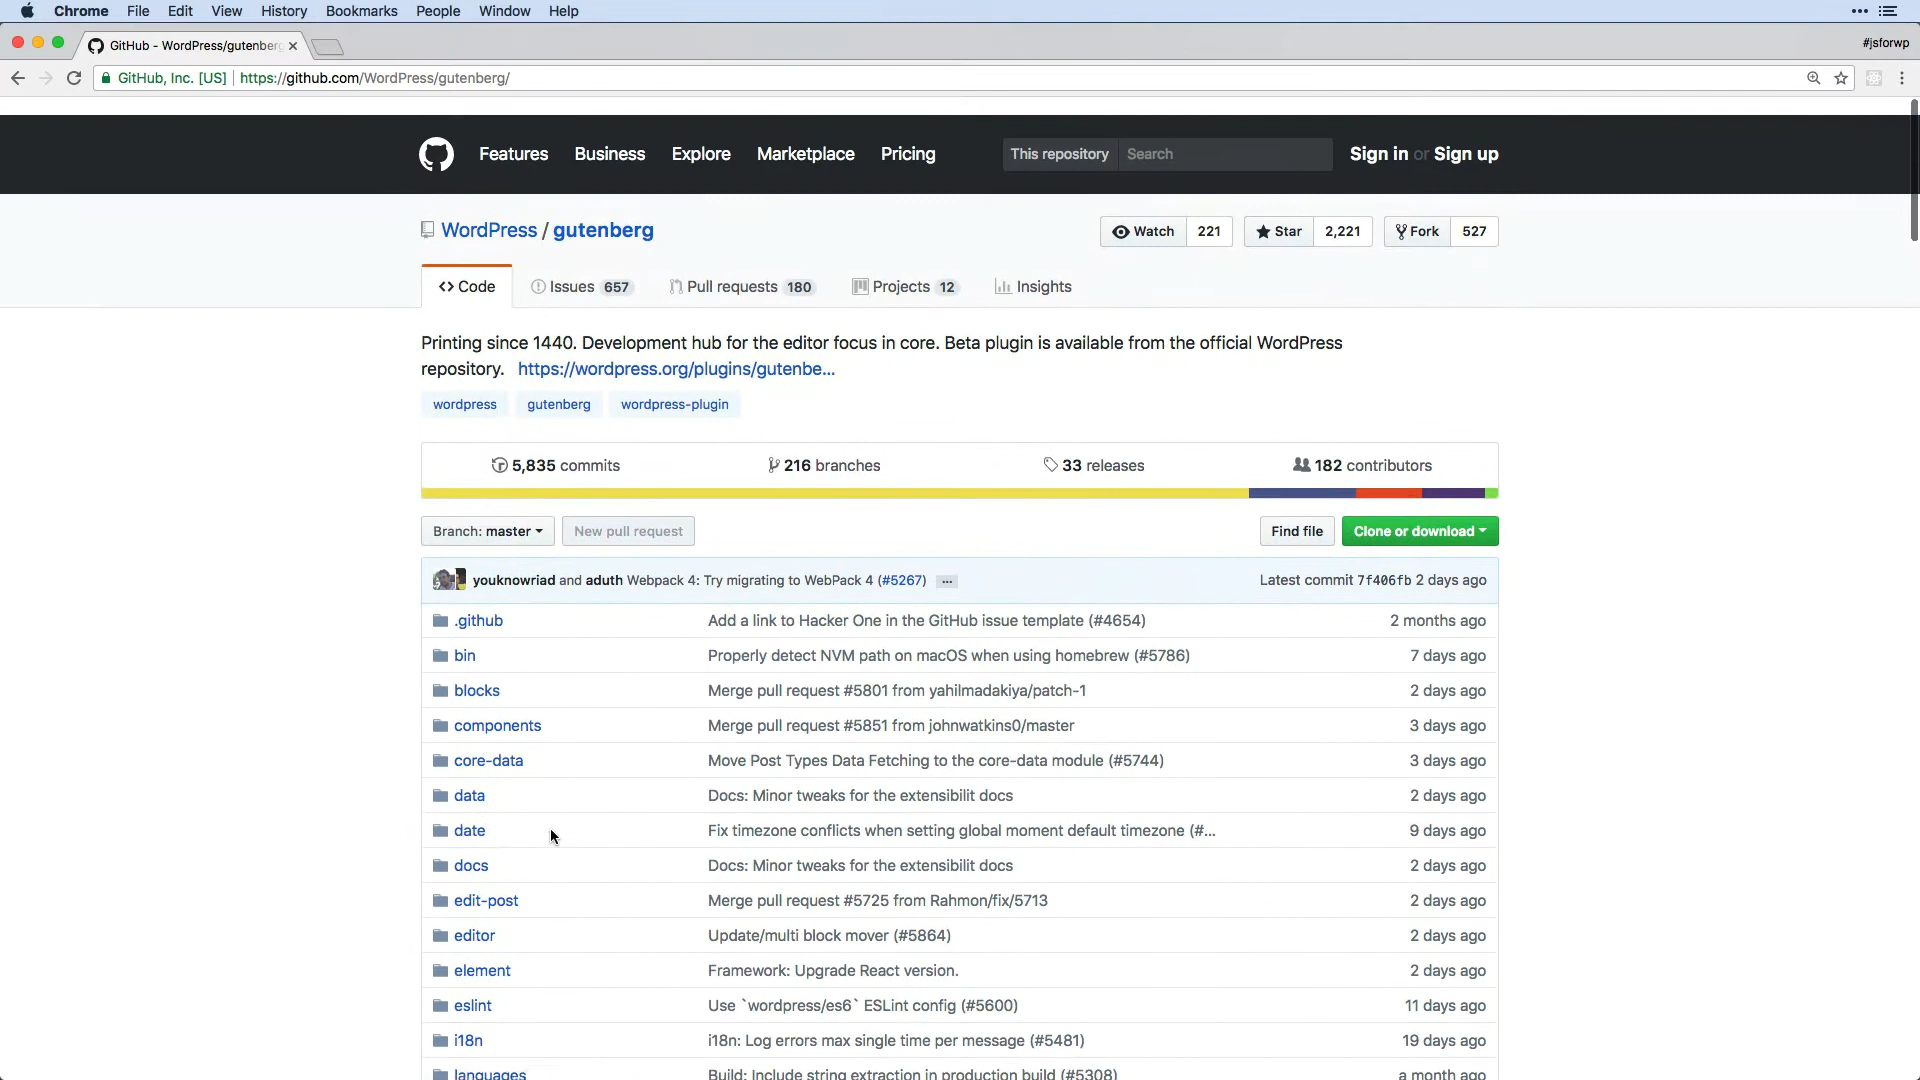 Chrome File Edit View History Bookmarks People Window Help
GitHub - WordPress/gutenberg
#jsforwp
GitHub, Inc. [US] https://github.com/WordPress/gutenberg/
Features Business Explore Marketplace Pricing This repository Search Sign in or Sign up
WordPress / gutenberg Watch 221 Star 2,221 Fork 527
<> Code Issues 657 Pull requests 180 Projects 12 Insights
Printing since 1440. Development hub for the editor focus in core. Beta plugin is available from the official WordPress
repository. https://wordpress.org/plugins/gutenbe...
wordpress gutenberg wordpress-plugin
5,835 commits 216 branches 33 releases 182 contributors
Branch: master New pull request Find file Clone or download
youknowriad and aduth Webpack 4: Try migrating to WebPack 4 (#5267) ... Latest commit 7f406fb 2 days ago
.github Add a link to Hacker One in the GitHub issue template (#4654) 2 months ago
bin Properly detect NVM path on macOS when using homebrew (#5786) 7 days ago
blocks Merge pull request #5801 from yahilmadakiya/patch-1 2 days ago
components Merge pull request #5851 from johnwatkins0/master 3 days ago
core-data Move Post Types Data Fetching to the core-data module (#5744) 3 days ago
data Docs: Minor tweaks for the extensibilit docs 2 days ago
date Fix timezone conflicts when setting global moment default timezone (#... 9 days ago
docs Docs: Minor tweaks for the extensibilit docs 2 days ago
edit-post Merge pull request #5725 from Rahmon/fix/5713 2 days ago
editor Update/multi block mover (#5864) 2 days ago
element Framework: Upgrade React version. 2 days ago
eslint Use `wordpress/es6` ESLint config (#5600) 11 days ago
i18n i18n: Log errors max single time per message (#5481) 19 days ago
languages Build: Include string extraction in production build (#5308) a month ago